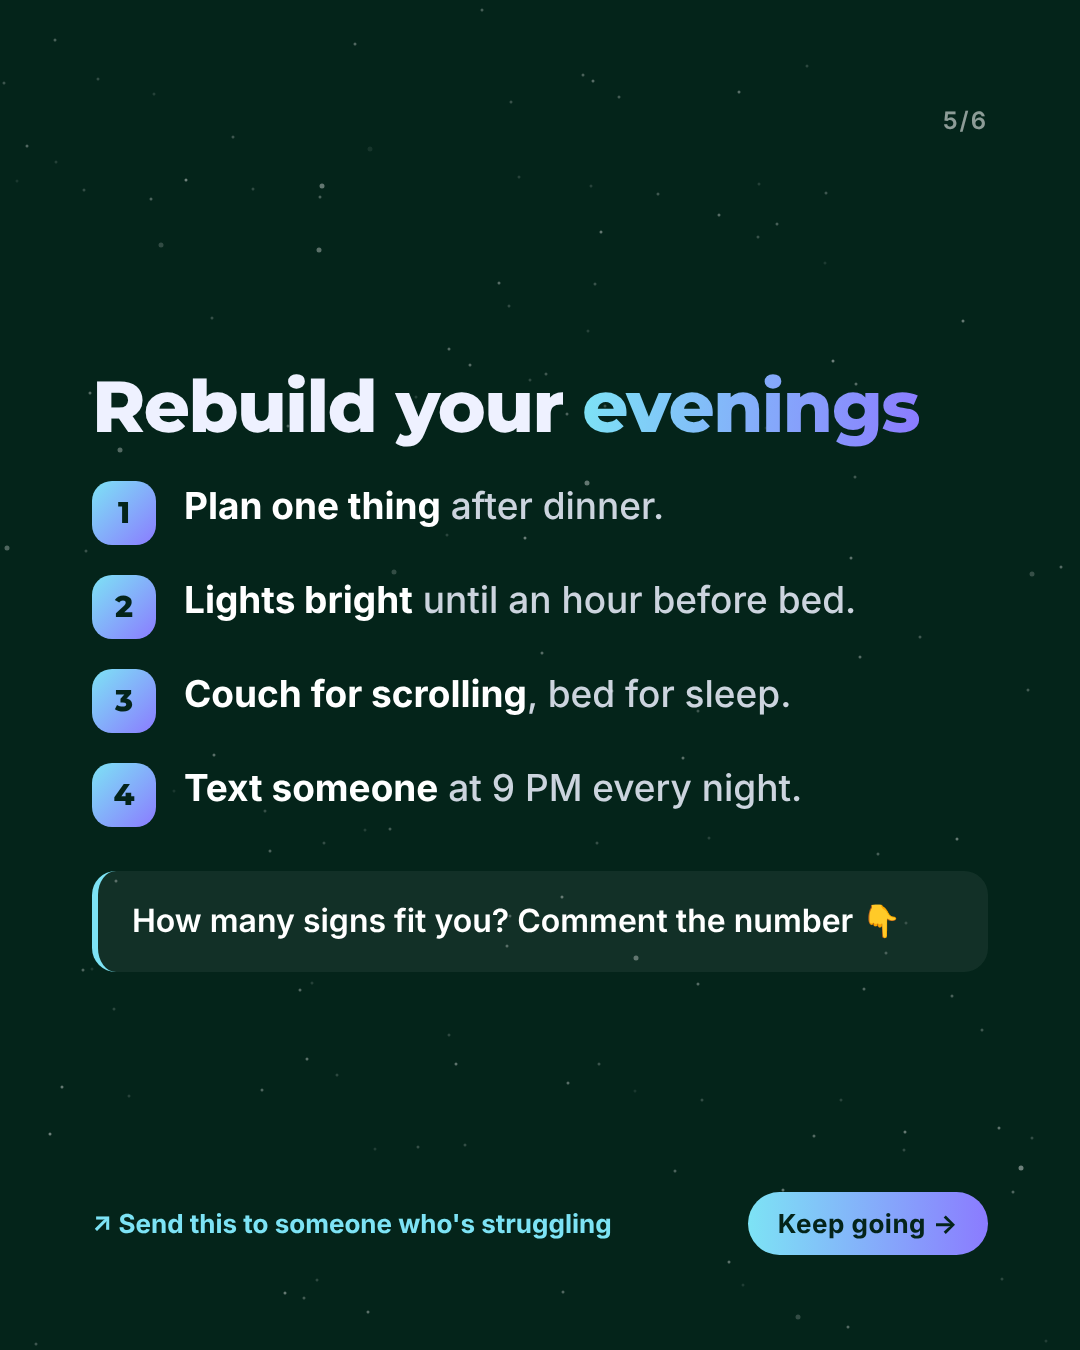 5/6
Rebuild your evenings
1 Plan one thing after dinner.
2 Lights bright until an hour before bed.
3 Couch for scrolling, bed for sleep.
4 Text someone at 9 PM every night.
How many signs fit you? Comment the number 👇
↗ Send this to someone who's struggling
Keep going →